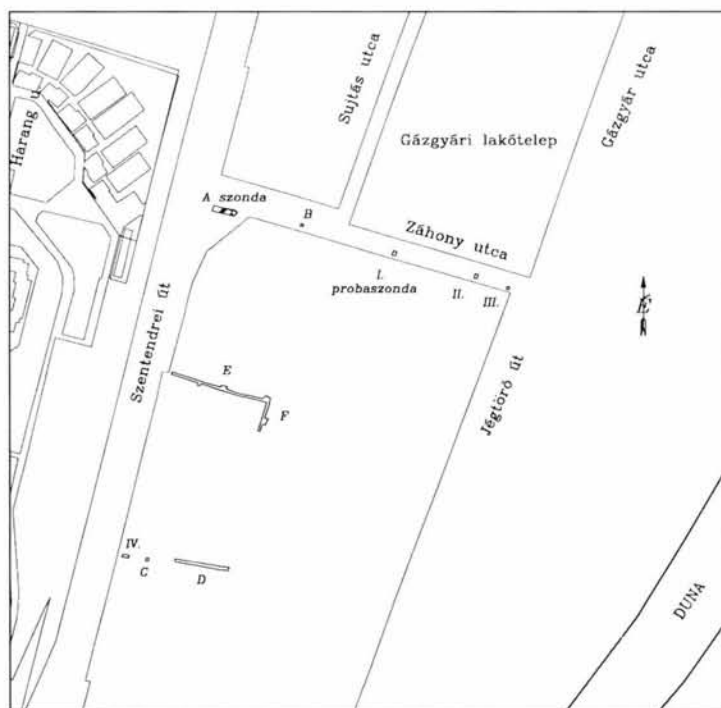 Harang u.
Sujtás utca
Gázgyári lakótelep
Gázgyár utca
A szonda
B
Záhony utca
I.
probaszonda
II.
III.
É
Szentendrei út
E
F
Jégtörő út
IV.
C
D
DUNA